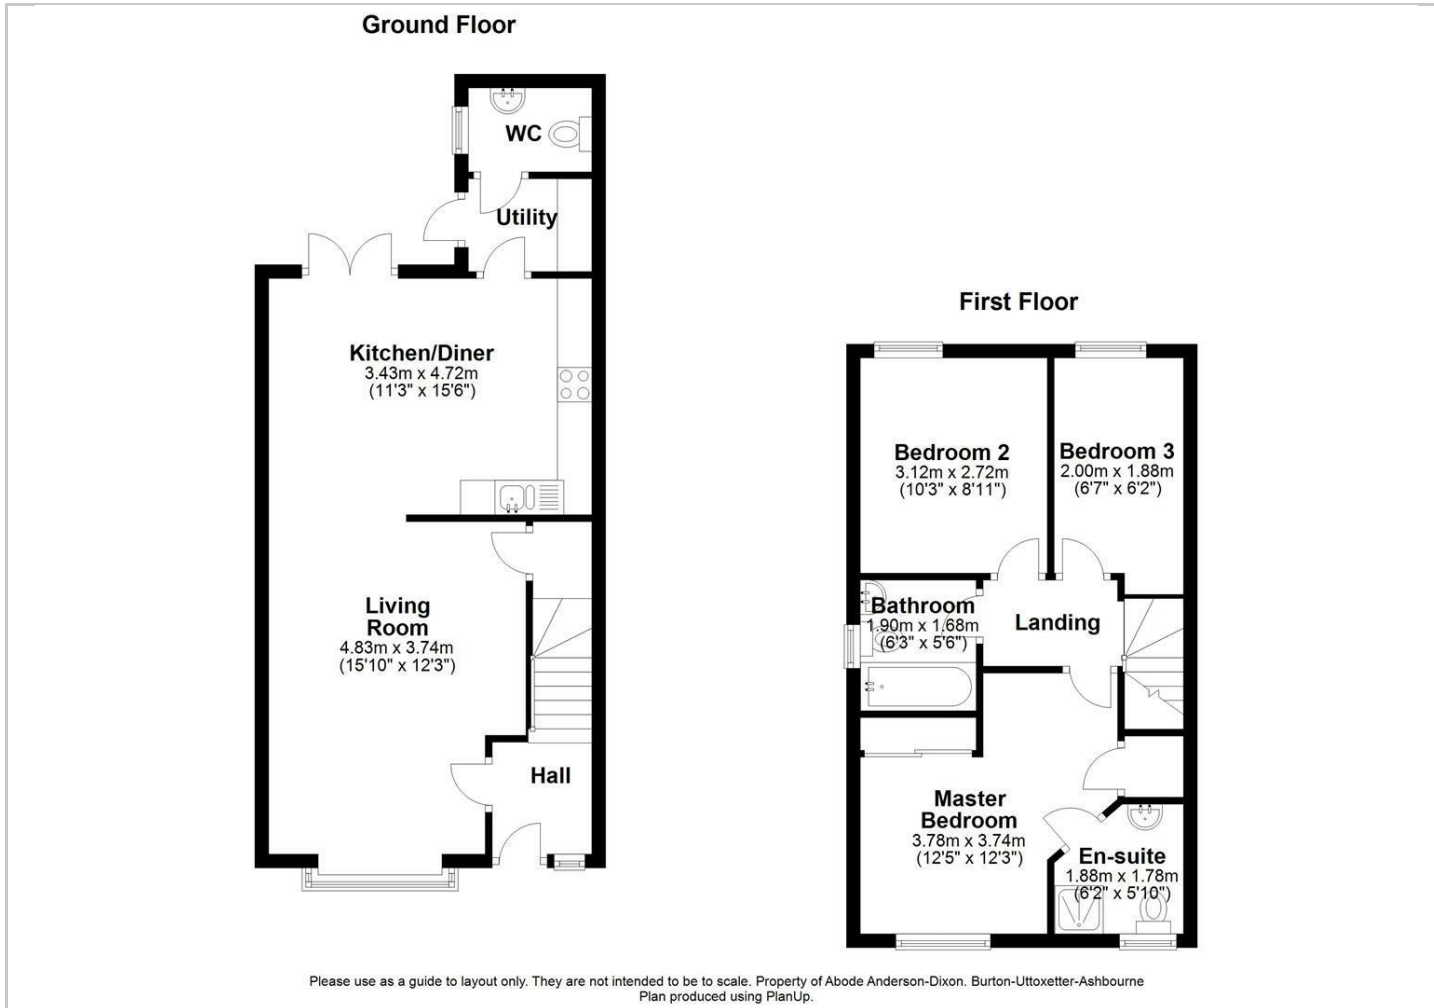 Ground Floor
WC
Utility
Kitchen/Diner
3.43m x 4.72m
(11'3" x 15'6")
Living
Room
4.83m x 3.74m
(15'10" x 12'3")
Hall
First Floor
Bedroom 2
3.12m x 2.72m
(10'3" x 8'11")
Bedroom 3
2.00m x 1.88m
(6'7" x 6'2")
Bathroom
1.90m x 1.68m
(6'3" x 5'6")
Landing
Master
Bedroom
3.78m x 3.74m
(12'5" x 12'3")
En-suite
1.88m x 1.78m
(6'2" x 5'10")
Please use as a guide to layout only. They are not intended to be to scale. Property of Abode Anderson-Dixon. Burton-Uttoxetter-Ashbourne
Plan produced using PlanUp.